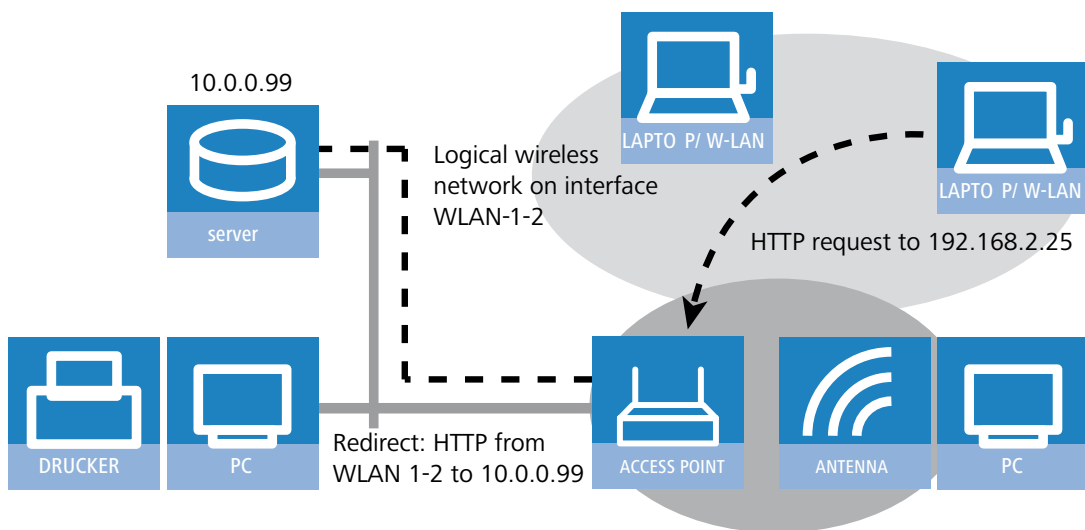 10.0.0.99
server
Logical wireless
network on interface
WLAN-1-2
LAPTO P/ W-LAN
LAPTO P/ W-LAN
HTTP request to 192.168.2.25
DRUCKER
PC
Redirect: HTTP from
WLAN 1-2 to 10.0.0.99
ACCESS POINT
ANTENNA
PC